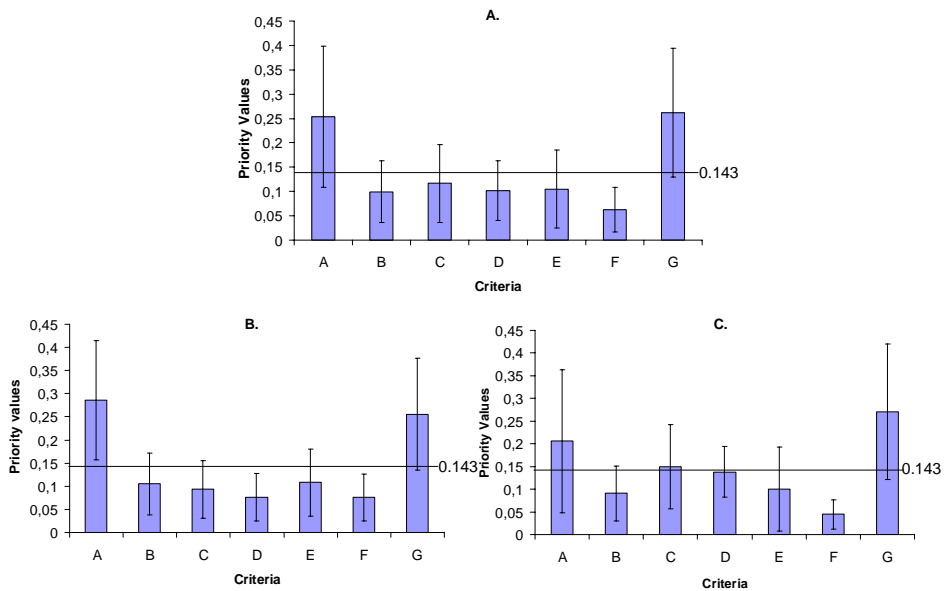 A.
Priority Values
0,45
0,4
0,35
0,3
0,25
0,2
0,15
0,1
0,05
0
0.143
A B C D E F G
Criteria
B.
Priority values
0,45
0,4
0,35
0,3
0,25
0,2
0,15
0,1
0,05
0
0.143
A B C D E F G
Criteria
C.
Priority Values
0,45
0,4
0,35
0,3
0,25
0,2
0,15
0,1
0,05
0
0.143
A B C D E F G
Criteria